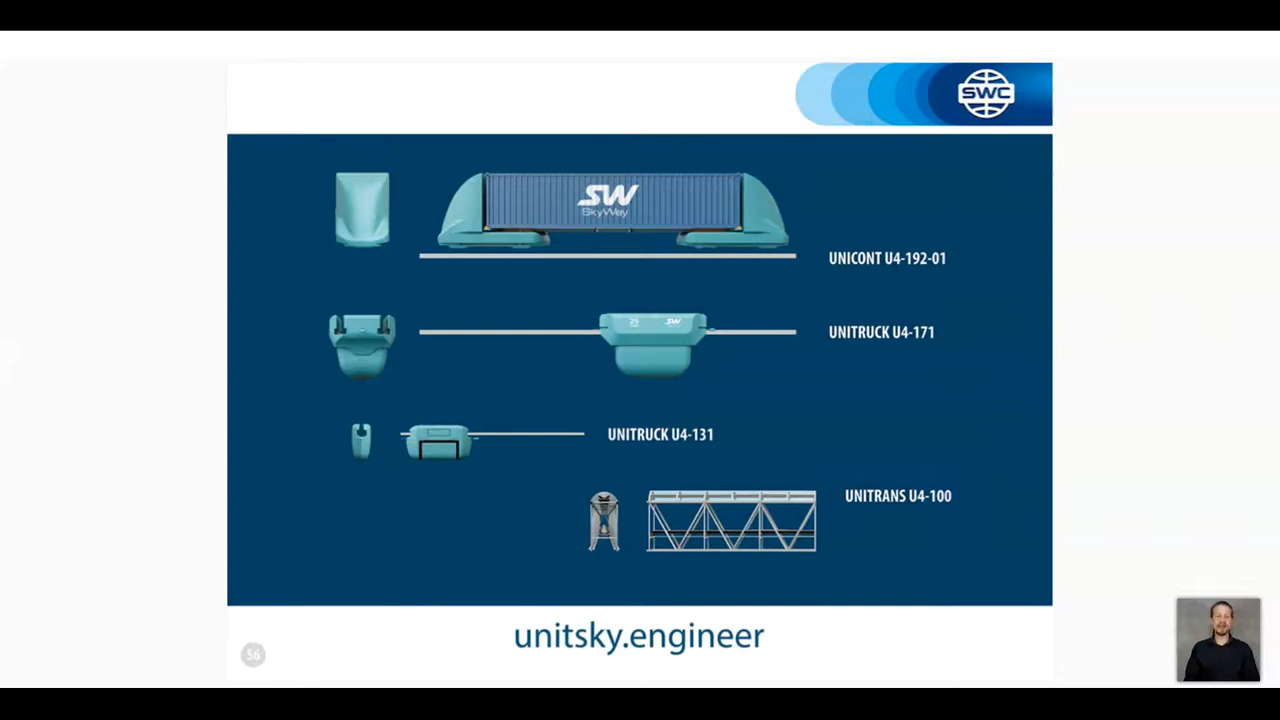 SWC
SW
SkyWay
UNICONT U4-192-01
25
SW
UNITRUCK U4-171
UNITRUCK U4-131
UNITRANS U4-100
unitsky.engineer
56